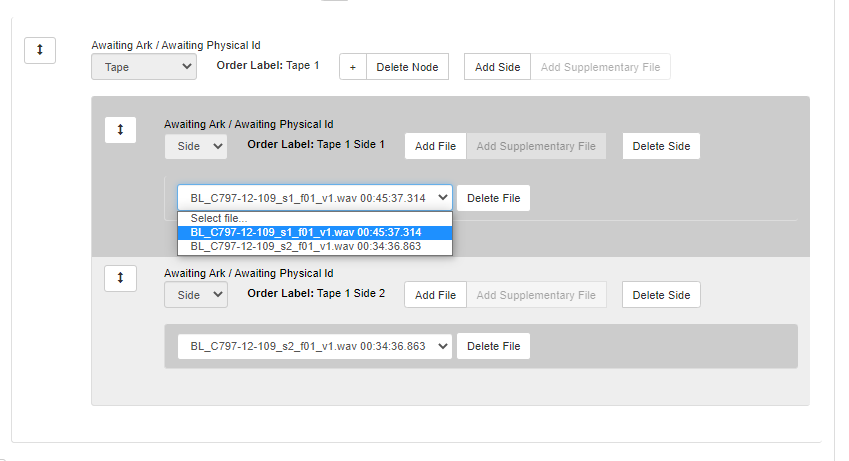 Awaiting Ark / Awaiting Physical Id
Tape Order Label: Tape 1 + Delete Node Add Side Add Supplementary File
Awaiting Ark / Awaiting Physical Id
Side Order Label: Tape 1 Side 1 Add File Add Supplementary File Delete Side
BL_C797-12-109_s1_f01_v1.wav 00:45:37.314 Delete File
Select file...
BL_C797-12-109_s1_f01_v1.wav 00:45:37.314
BL_C797-12-109_s2_f01_v1.wav 00:34:36.863
Awaiting Ark / Awaiting Physical Id
Side Order Label: Tape 1 Side 2 Add File Add Supplementary File Delete Side
BL_C797-12-109_s2_f01_v1.wav 00:34:36.863 Delete File